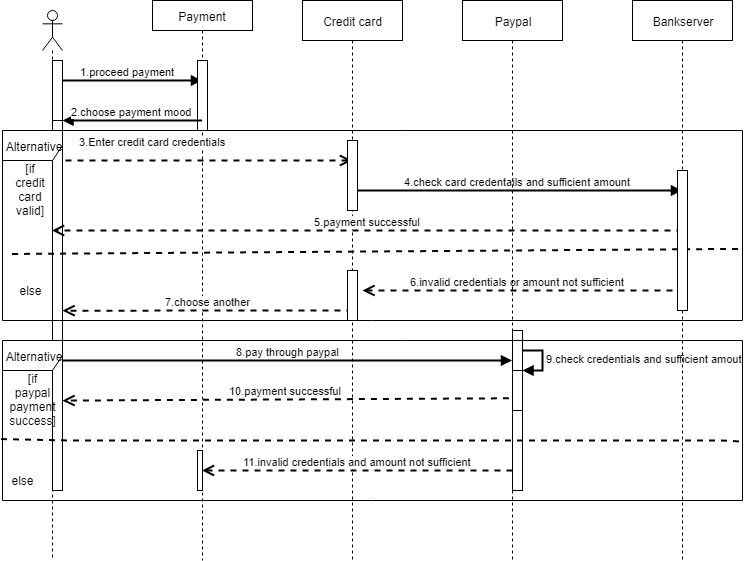 Payment
Credit card
Paypal
Bankserver
1.proceed payment
2.choose payment mood
Alternative
3.Enter credit card credentials
[if
credit
card
valid]
4.check card credentails and sufficient amount
5.payment successful
else
6.invalid credentials or amount not sufficient
7.choose another
Alternative
8.pay through paypal
9.check credentials and sufficient amout
[if
paypal
payment
success]
10.payment successful
11.invalid credentials and amount not sufficient
else